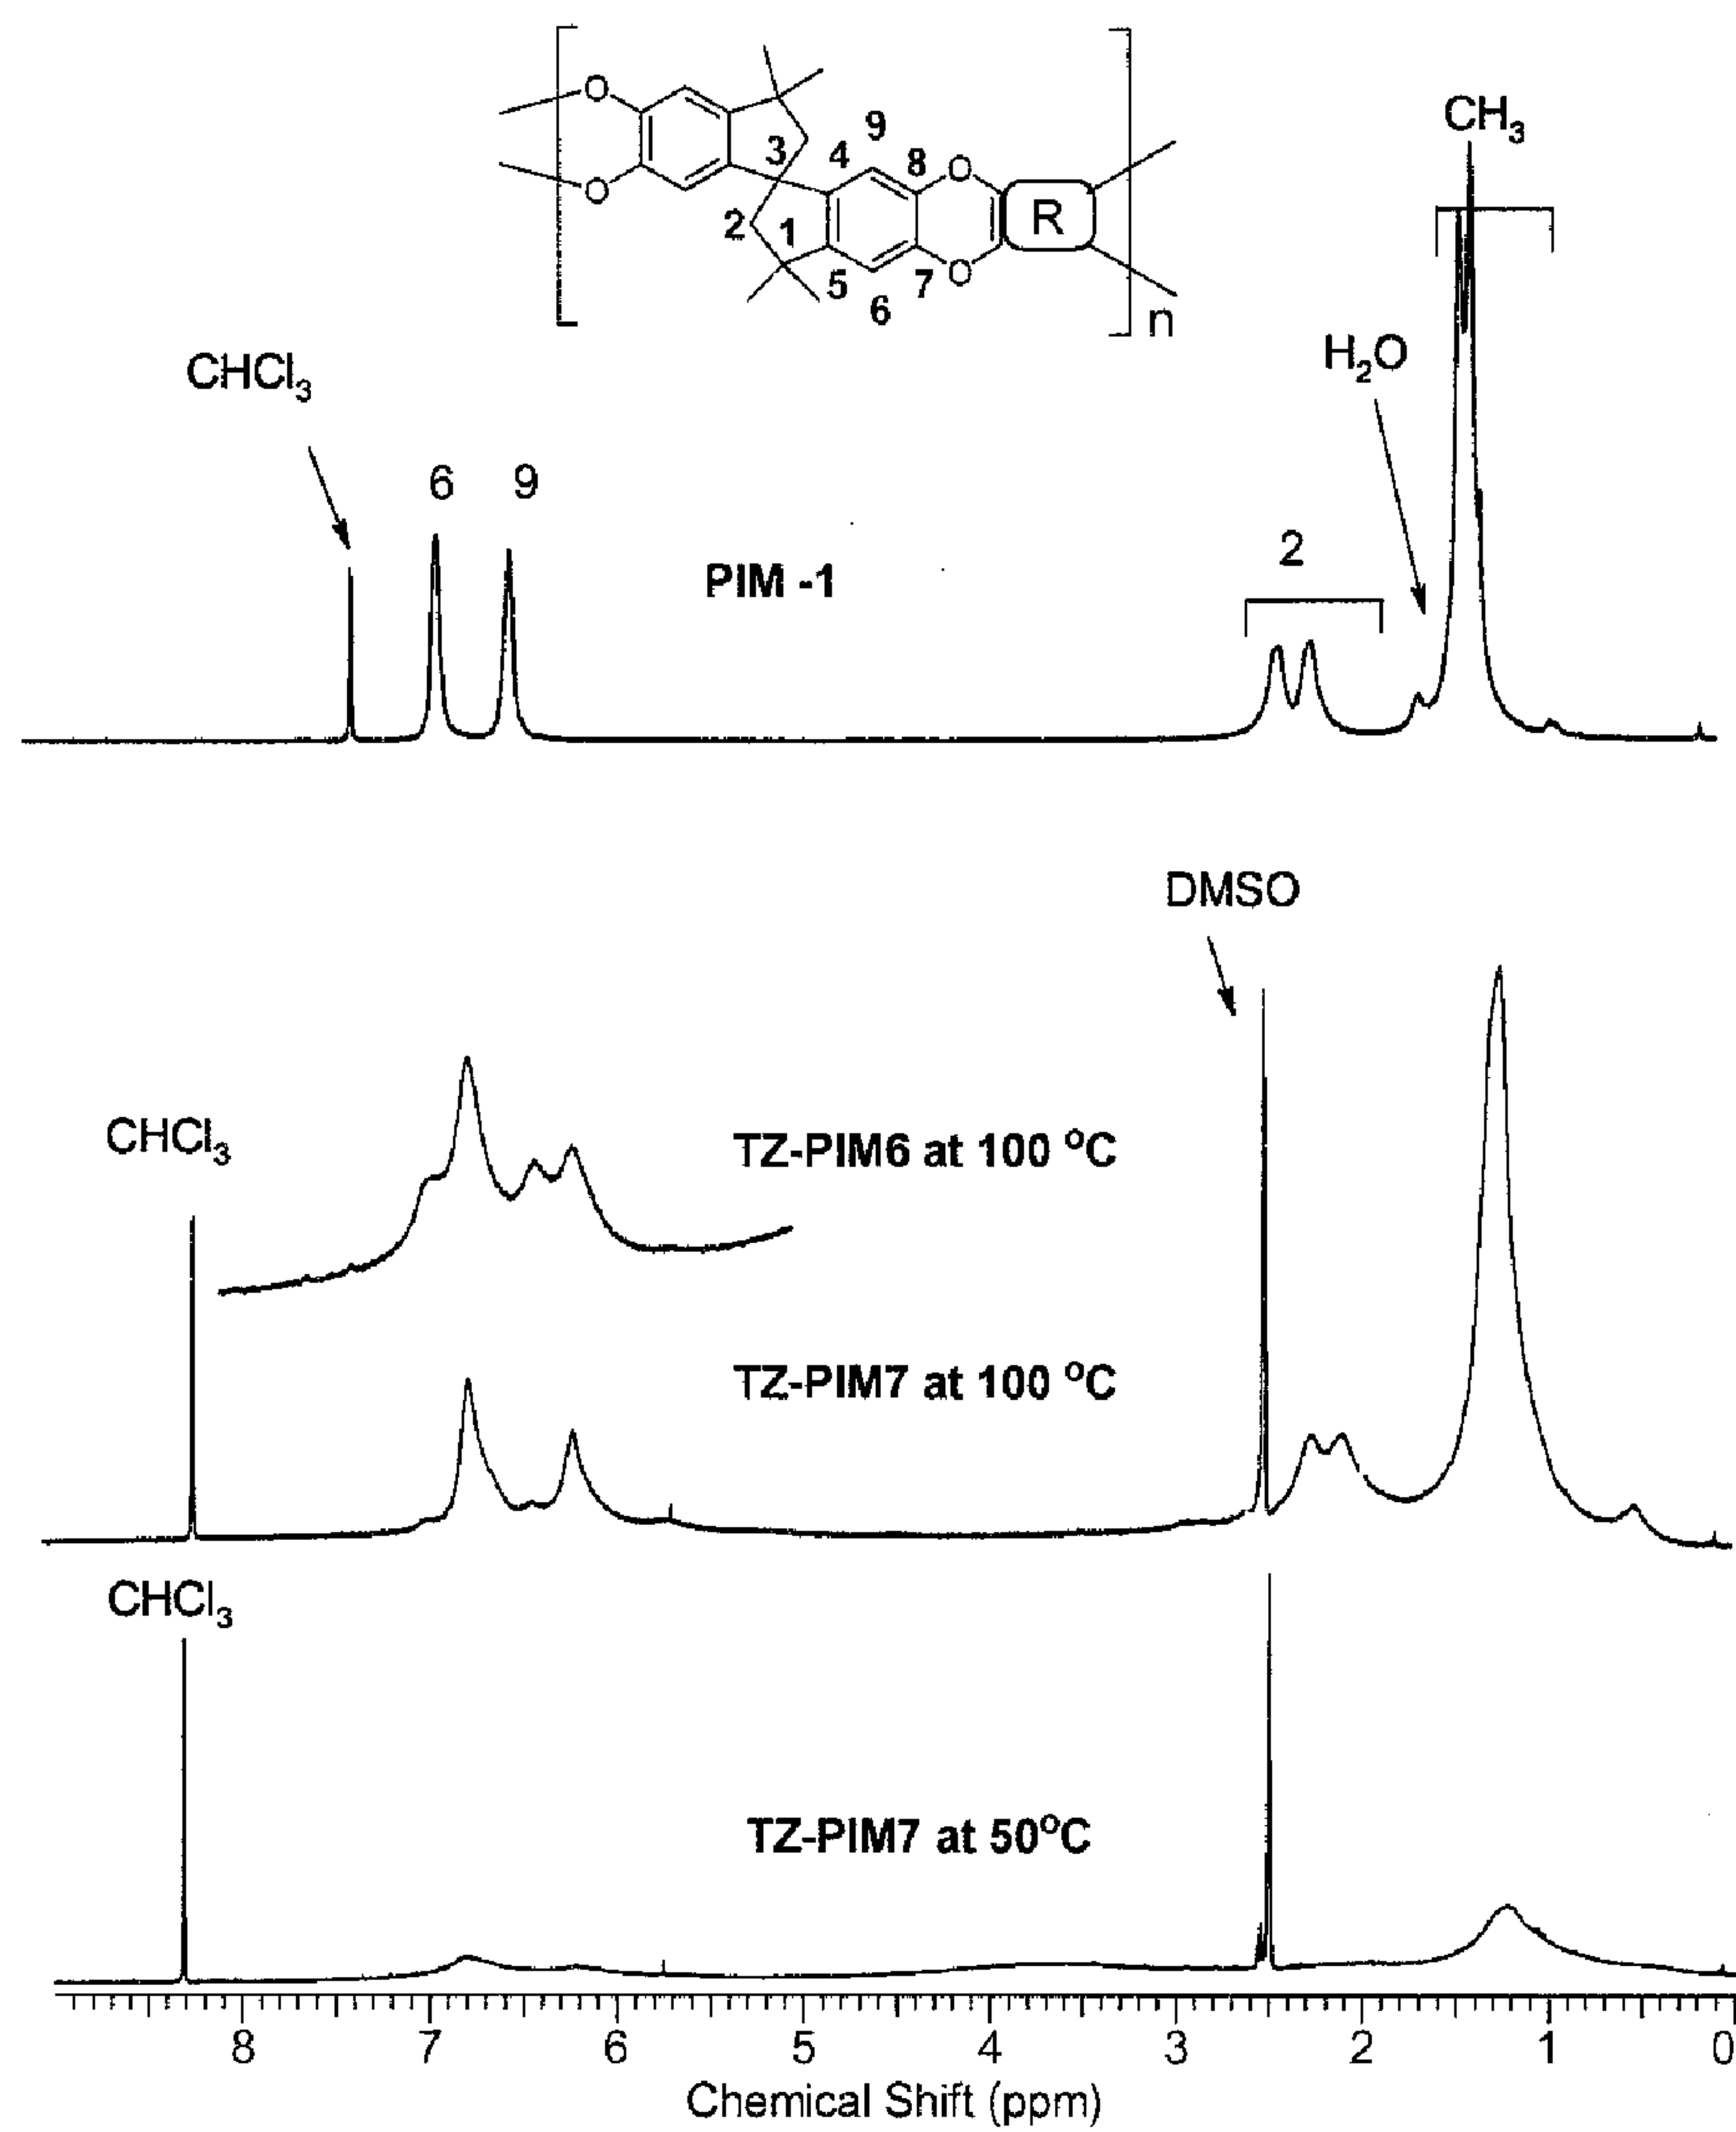 O
O
9
3
4
8
O
R
2
1
5
7
O
6
n
CH3
CHCl3
H2O
6
9
2
PIM -1
DMSO
CHCl3
TZ-PIM6 at 100 °C
TZ-PIM7 at 100 °C
CHCl3
TZ-PIM7 at 50°C
8 7 6 5 4 3 2 1 0
Chemical Shift (ppm)